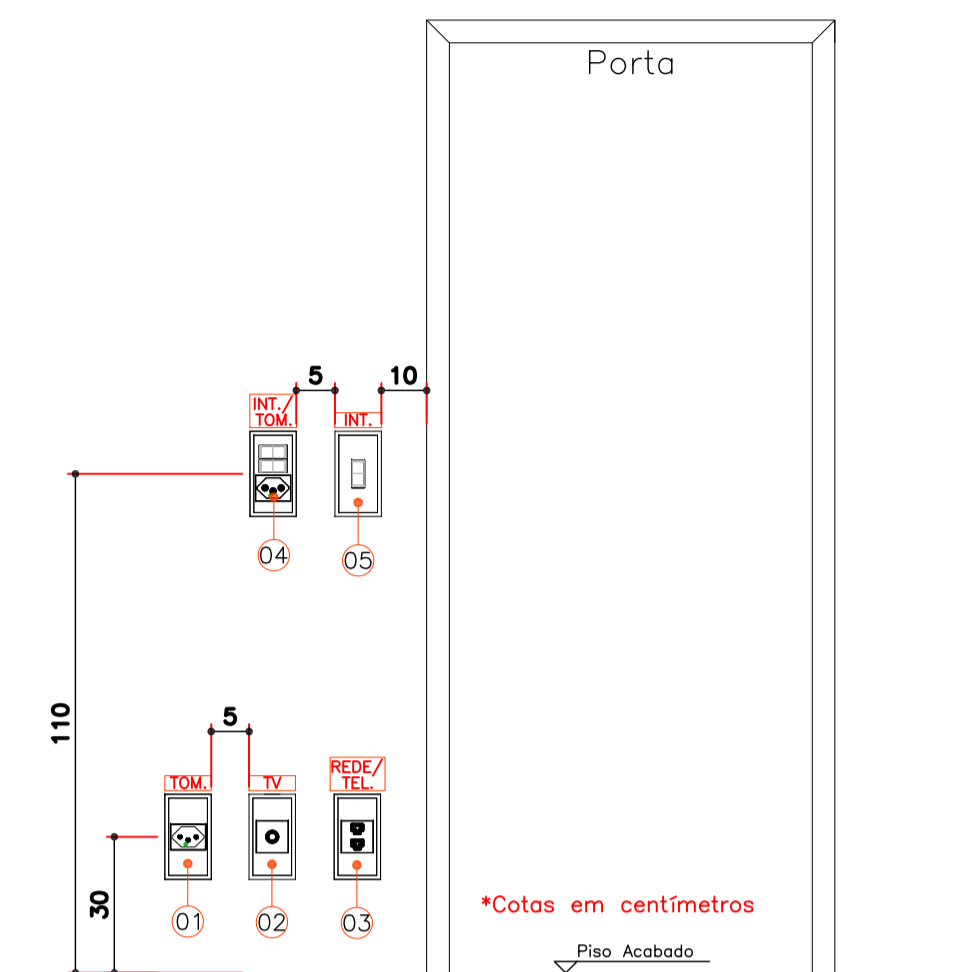 Porta
5
10
INT./
TOM.
INT.
04
05
110
5
TOM.
TV
REDE/
TEL.
30
01
02
03
*Cotas em centímetros
Piso Acabado